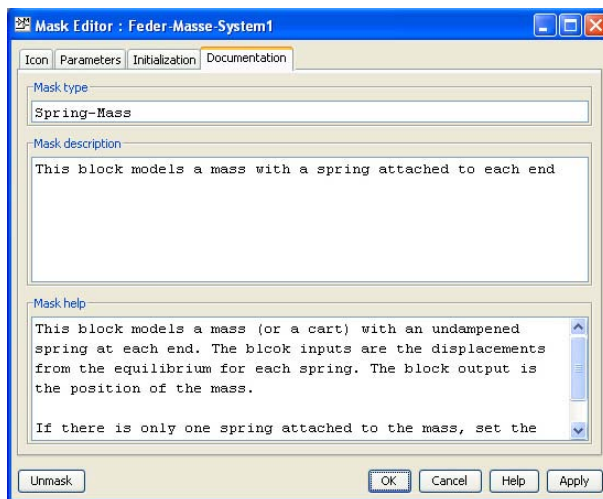 Mask Editor : Feder-Masse-System1
Icon Parameters Initialization Documentation
Mask type
Spring-Mass
Mask description
This block models a mass with a spring attached to each end
Mask help
This block models a mass (or a cart) with an undampened
spring at each end. The blcok inputs are the displacements
from the equilibrium for each spring. The block output is
the position of the mass.
If there is only one spring attached to the mass, set the
Unmask OK Cancel Help Apply